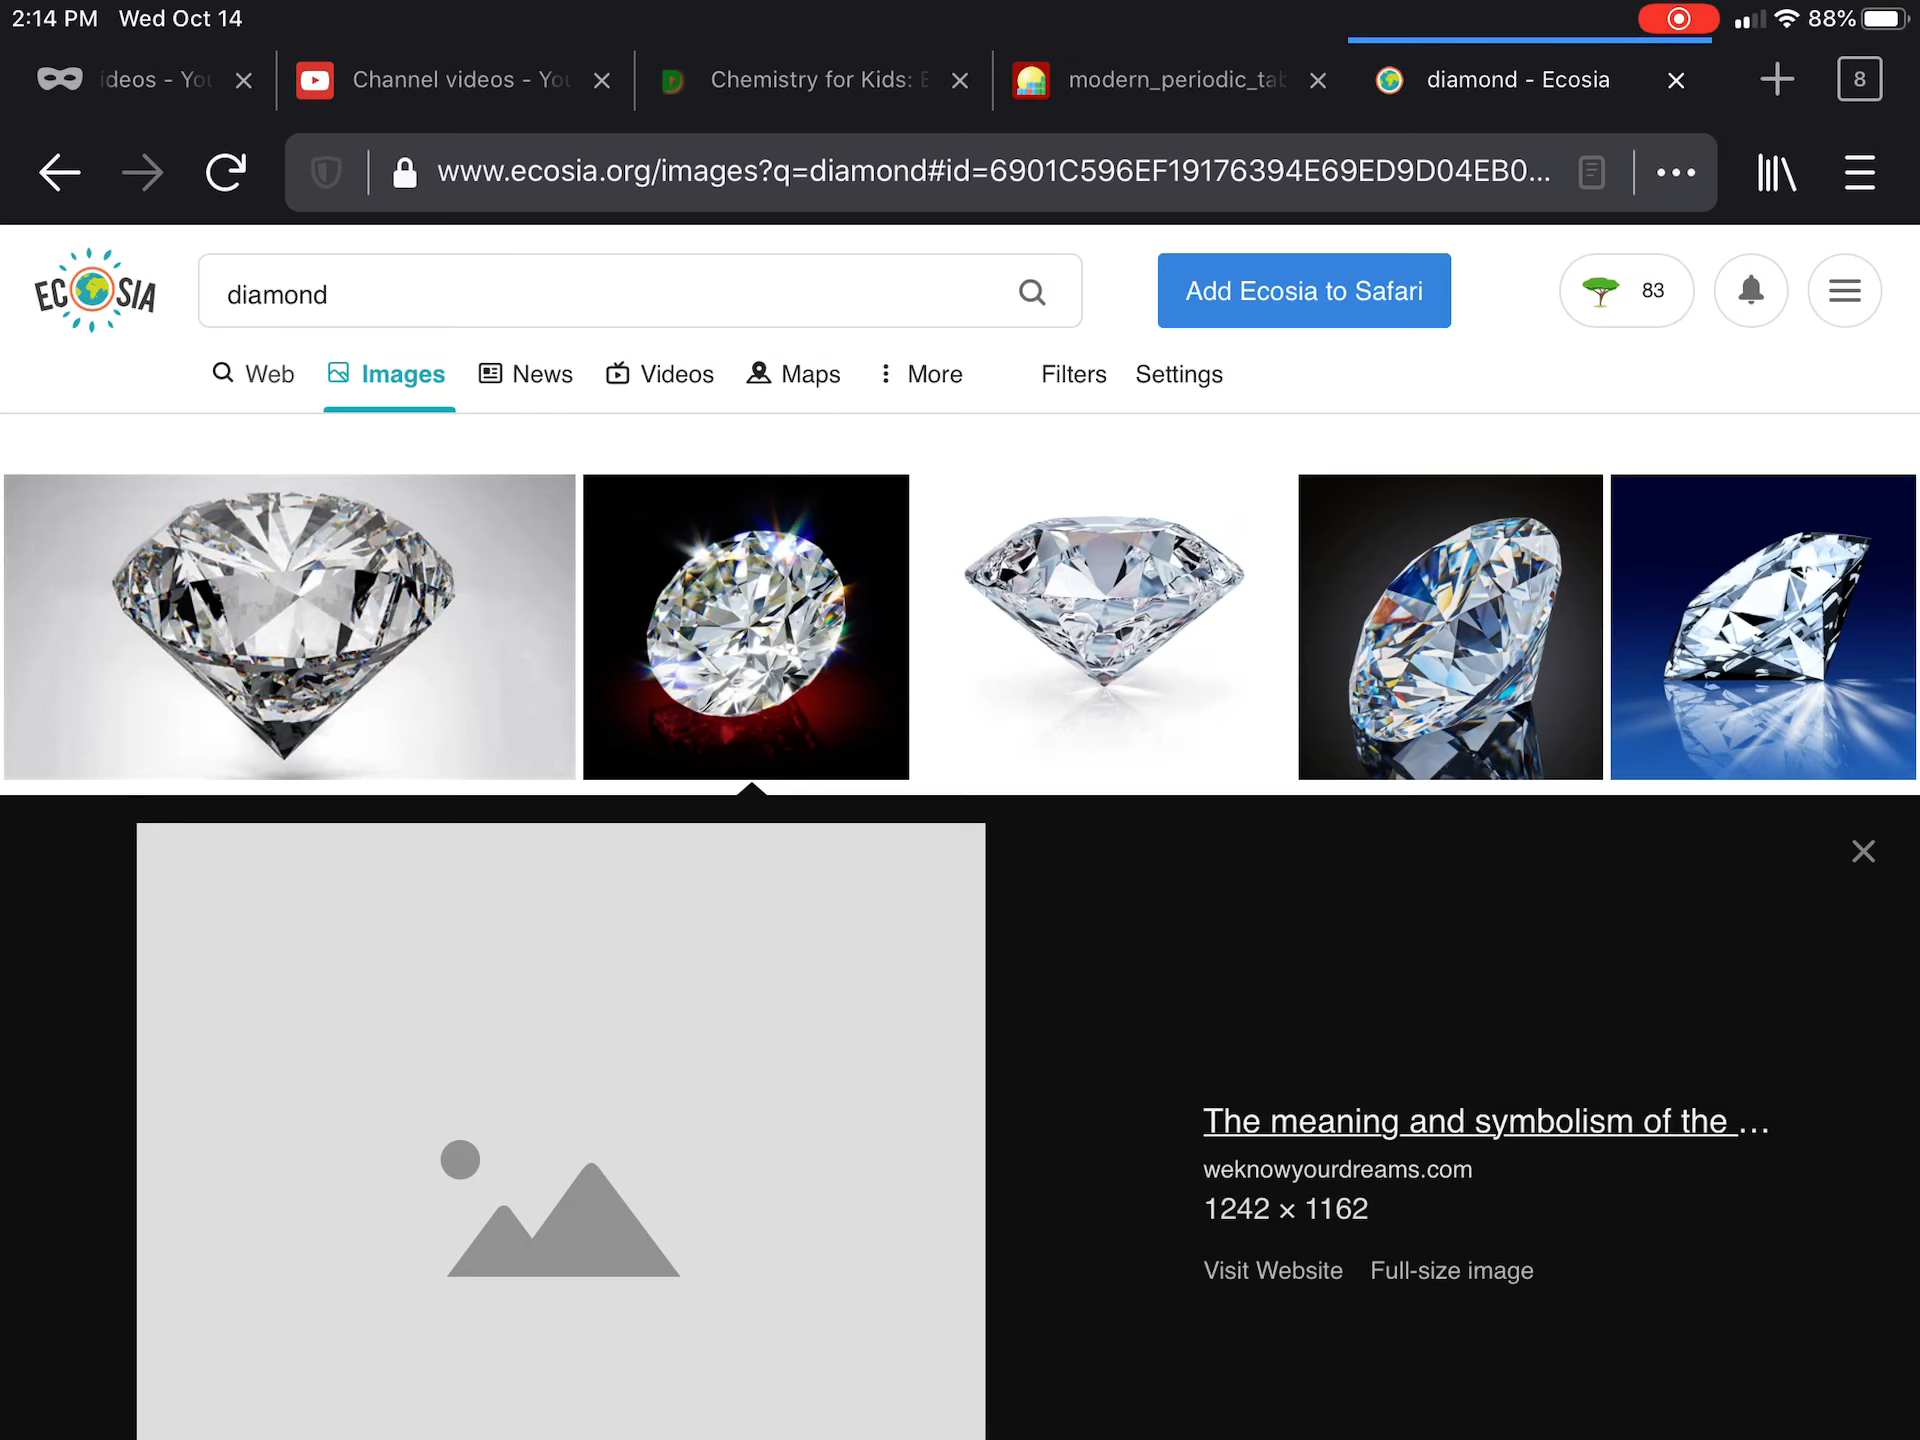 2:14 PM Wed Oct 14
88%
ideos - You
Channel videos - You
Chemistry for Kids: E
modern_periodic_tab
diamond - Ecosia
8
www.ecosia.org/images?q=diamond#id=6901C596EF19176394E69ED9D04EB0...
ECOSIA
diamond
Add Ecosia to Safari
83
Web
Images
News
Videos
Maps
More
Filters
Settings
The meaning and symbolism of the ...
weknowyourdreams.com
1242 × 1162
Visit Website
Full-size image